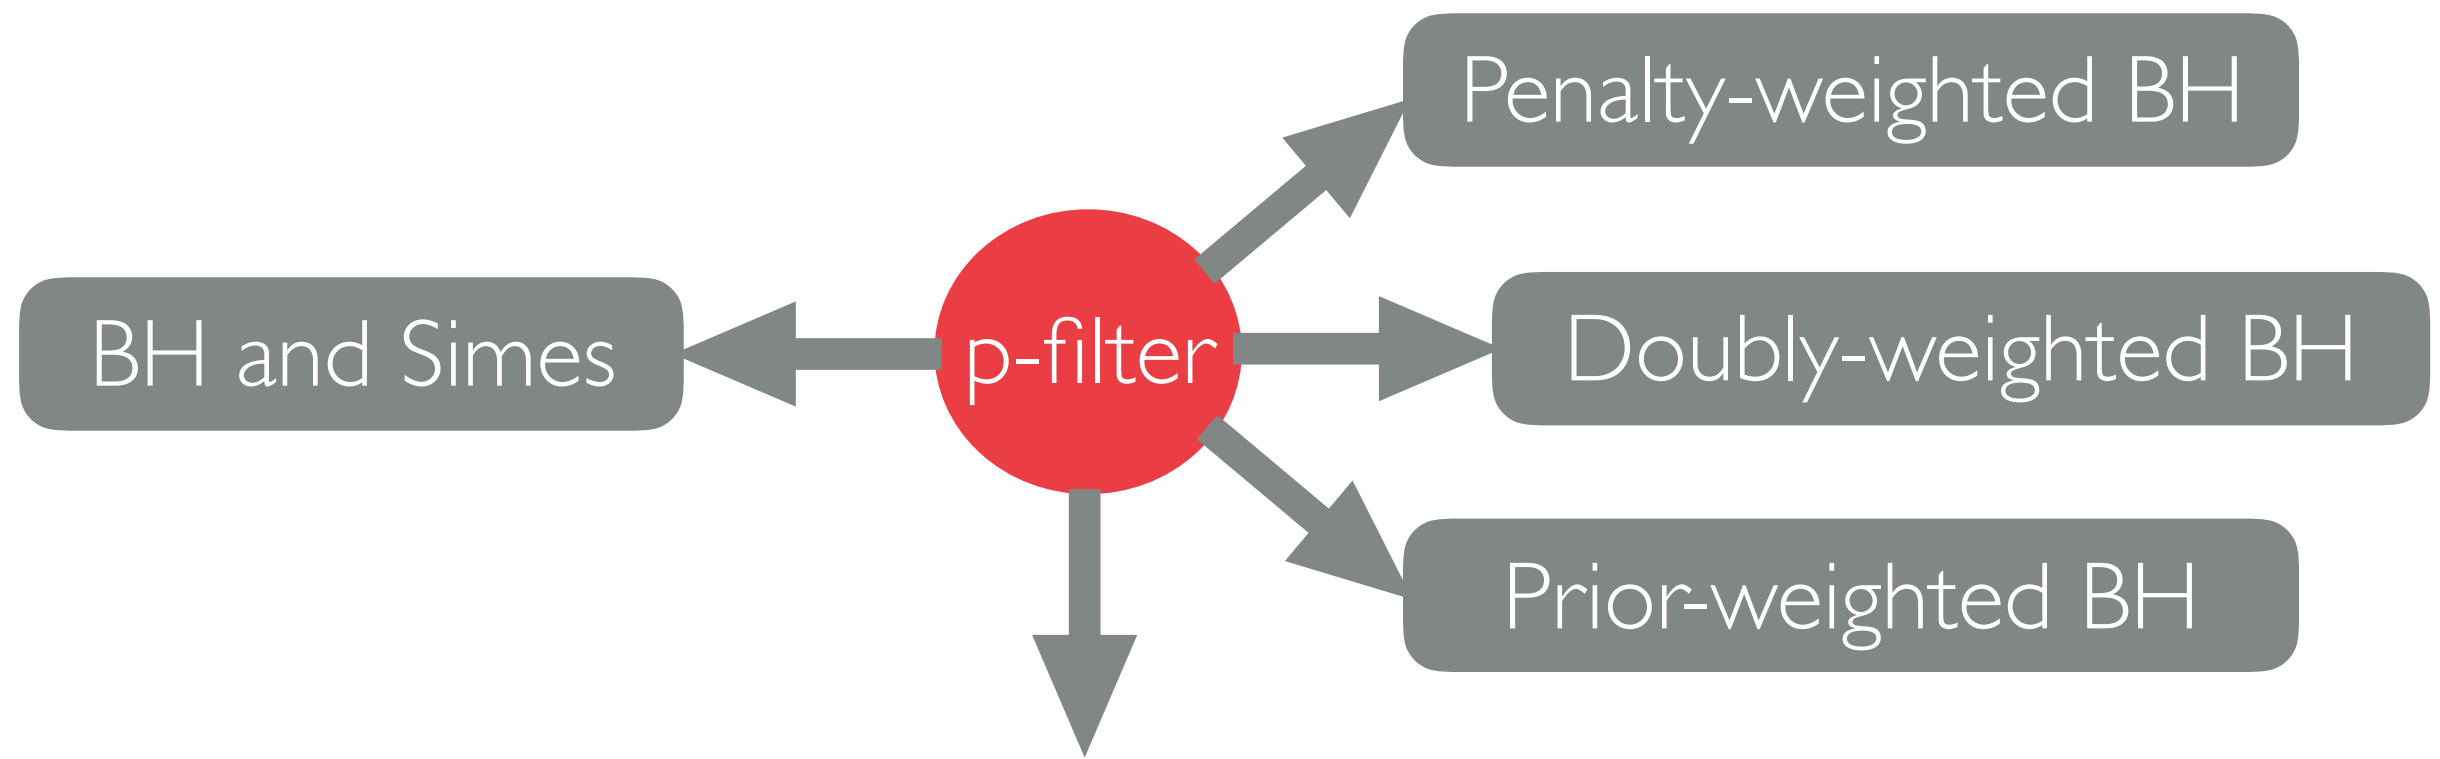 Penalty-weighted BH
BH and Simes
p-filter
Doubly-weighted BH
Prior-weighted BH